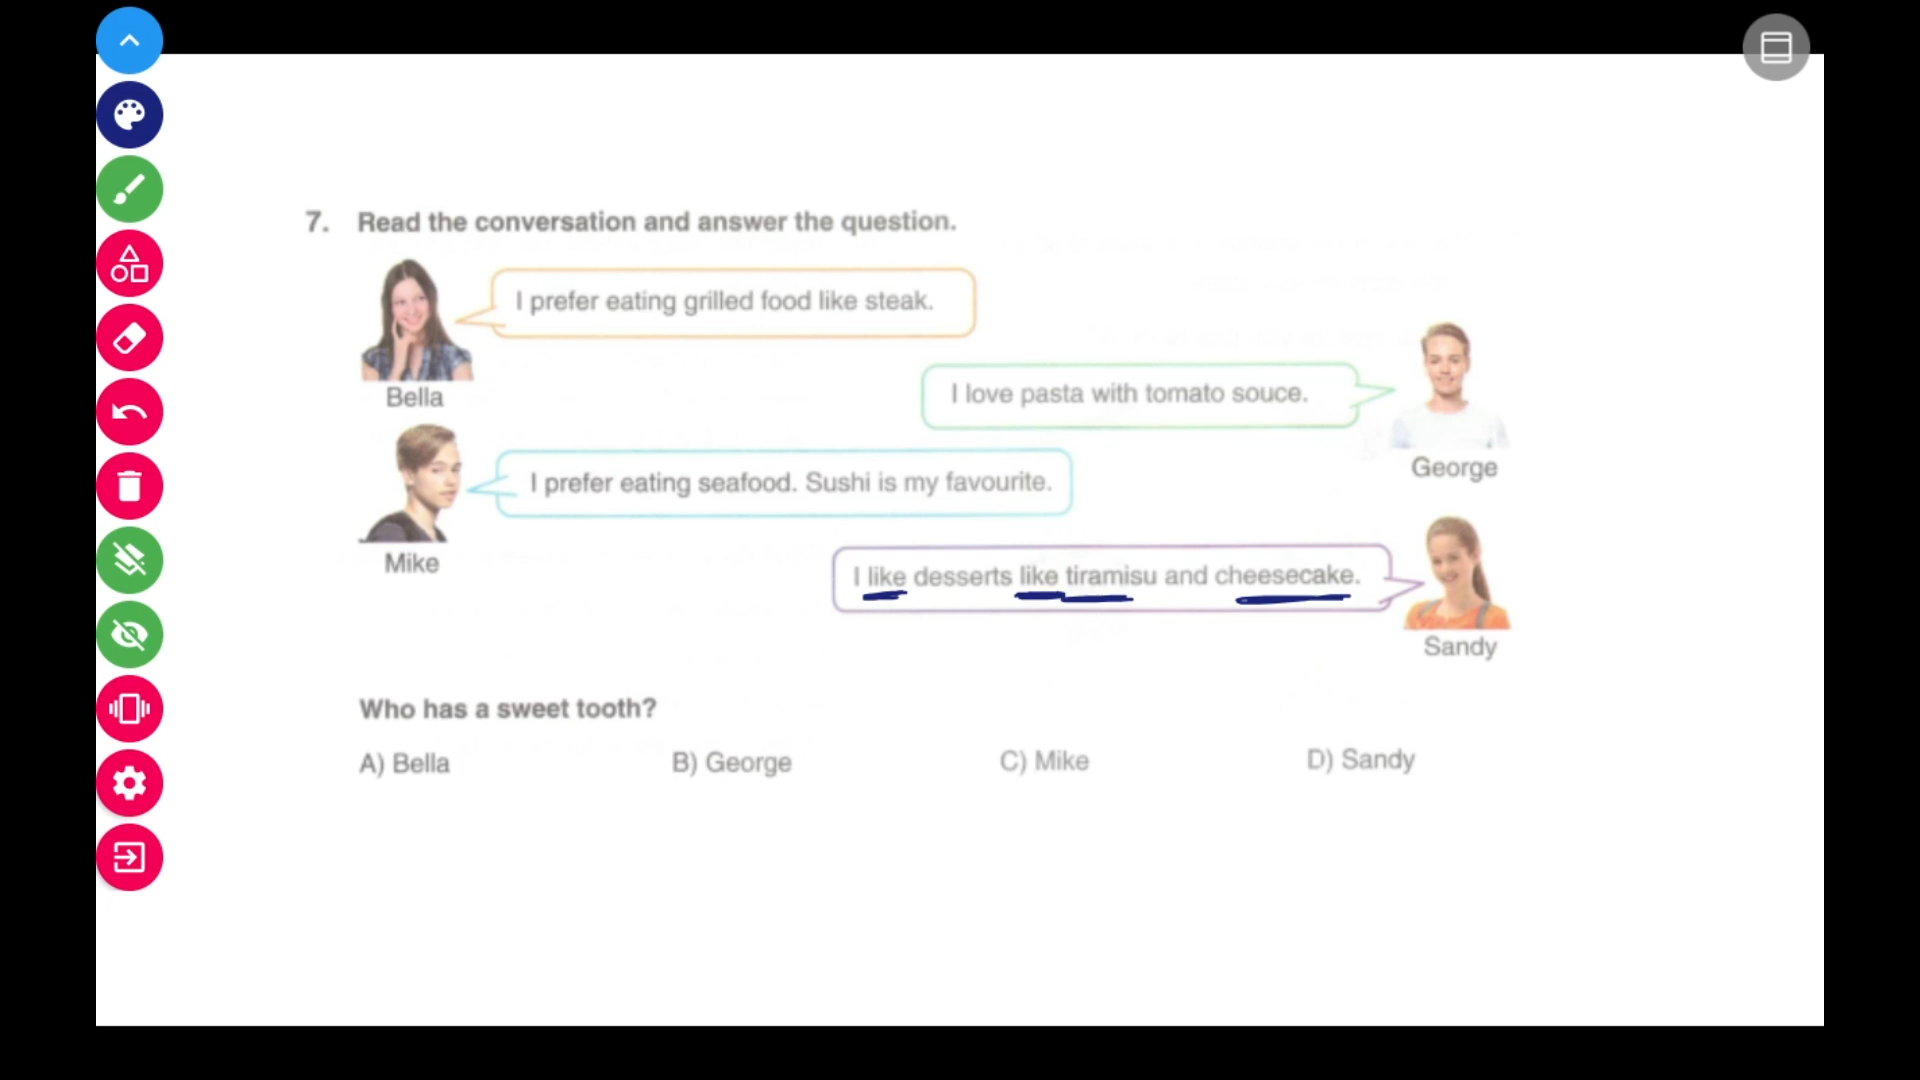 7. Read the conversation and answer the question.
I prefer eating grilled food like steak.
Bella
I love pasta with tomato souce.
George
I prefer eating seafood. Sushi is my favourite.
Mike
I like desserts like tiramisu and cheesecake.
Sandy
Who has a sweet tooth?
A) Bella B) George C) Mike D) Sandy